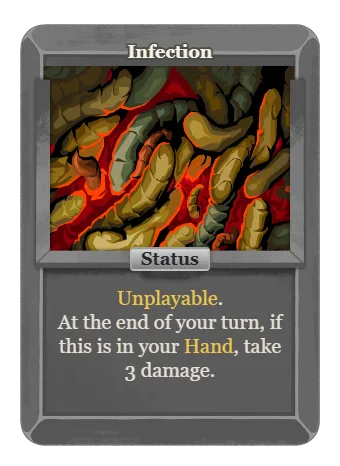 Infection
Status
Unplayable.
At the end of your turn, if
this is in your Hand, take
3 damage.